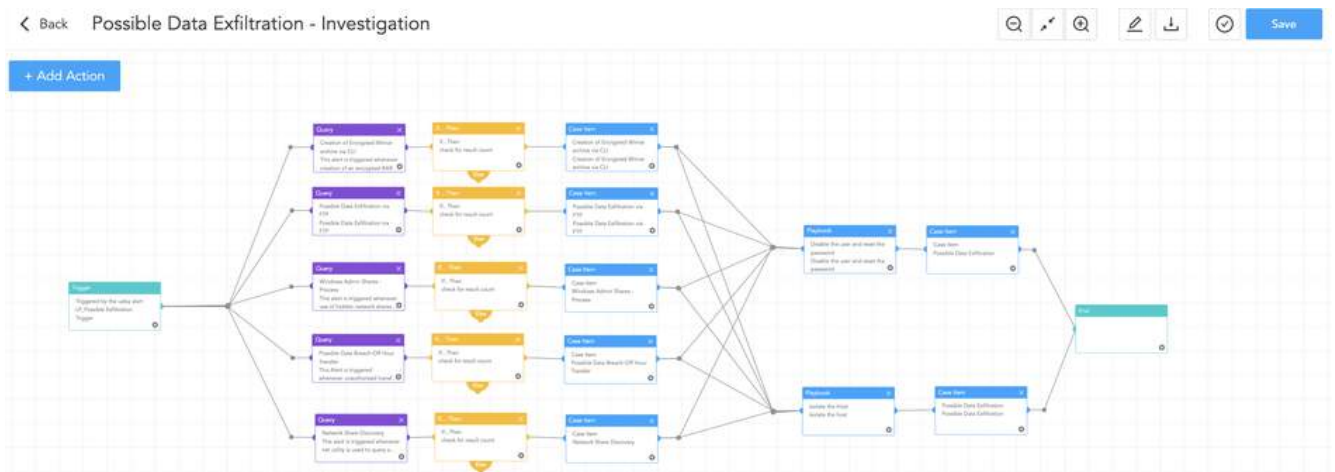 Back
Possible Data Exfiltration - Investigation
Save
+ Add Action
Query
Creation of Encrypted Winrar
archive via CLI
This alert is triggered whenever
creation of an encrypted RAR
If... Then
If...Then
check for result count
Else
Case Item
Creation of Encrypted Winrar
archive via CLI
Creation of Encrypted Winrar
archive via CLI
Query
Possible Data Exfiltration via
FTP
Possible Data Exfiltration via
FTP
If... Then
If...Then
check for result count
Else
Case Item
Possible Data Exfiltration via
FTP
Possible Data Exfiltration via
FTP
Query
Windows Admin Shares -
Process
This alert is triggered whenever
use of hidden network shares
If... Then
If...Then
check for result count
Else
Case Item
Case Item
Windows Admin Shares -
Process
Query
Possible Data Breach-Off Hour
Transfer
This Alert is triggered
whenever unauthorized transf
If... Then
If...Then
check for result count
Else
Case Item
Case Item
Possible Data Breach-Off Hour
Transfer
Query
Network Share Discovery
This alert is triggered whenever
net utility is used to query
If... Then
If...Then
check for result count
Else
Case Item
Case Item
Network Share Discovery
Trigger
Triggered by the
alert
Possible Exfiltration
Trigger
Playbook
Disable the user and reset the
password
Disable the user and reset the
password
Case Item
Case Item
Possible Data Exfiltration
Playbook
Isolate the Host
Isolate the host
Case Item
Possible Data Exfiltration
Possible Data Exfiltration
End